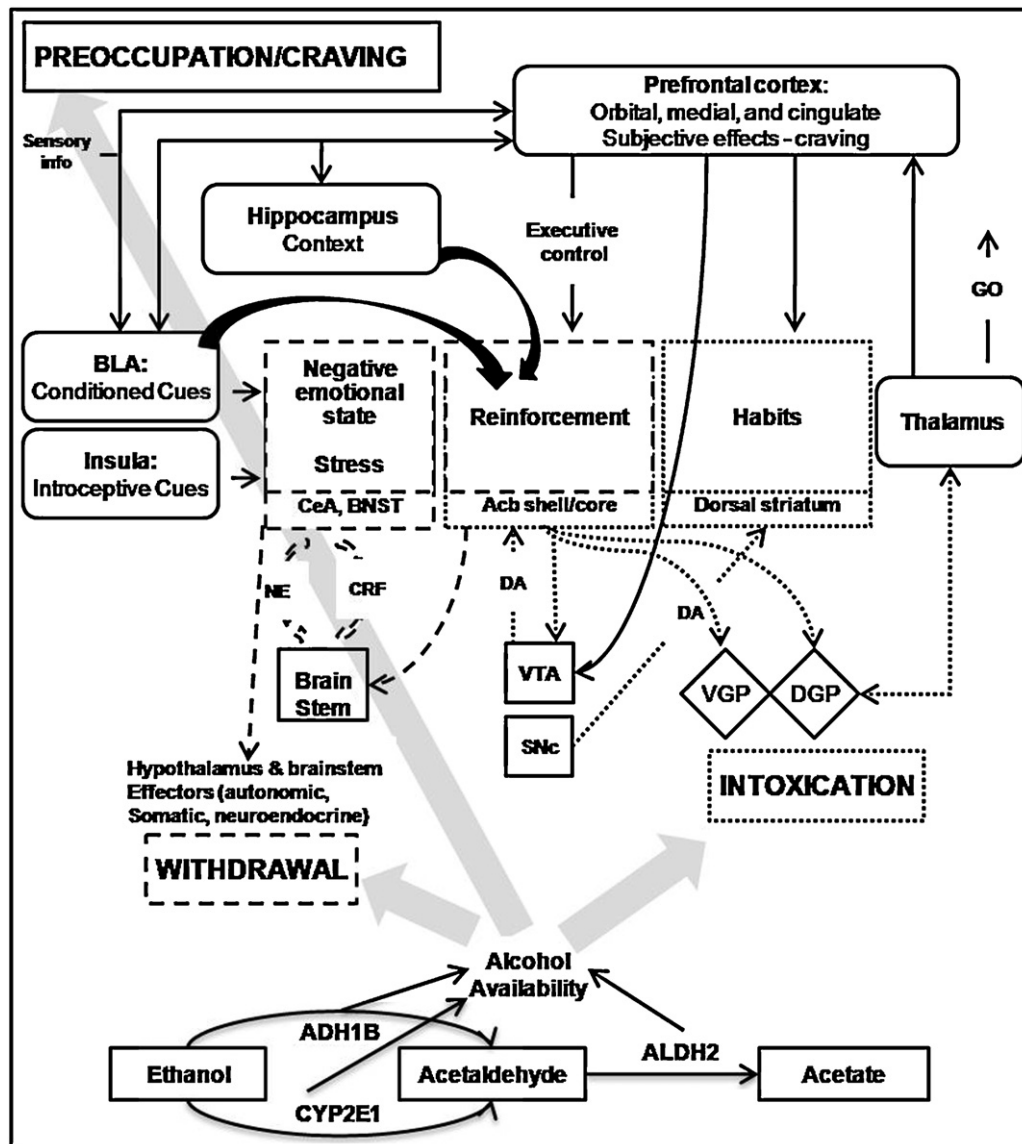 PREOCCUPATION/CRAVING
Prefrontal cortex:
Orbital, medial, and cingulate
Subjective effects - craving
Sensory
info
Hippocampus
Context
Executive
control
GO
BLA:
Conditioned Cues
Negative
emotional
state
Stress
CeA, BNST
Reinforcement
Acb shell/core
Habits
Dorsal striatum
Thalamus
Insula:
Introceptive Cues
NE
CRF
DA
DA
Brain
Stem
VTA
SNc
VGP
DGP
Hypothalamus & brainstem
Effectors (autonomic,
Somatic, neuroendocrine)
WITHDRAWAL
INTOXICATION
Alcohol
Availability
ADH1B
Ethanol
Acetaldehyde
ALDH2
Acetate
CYP2E1